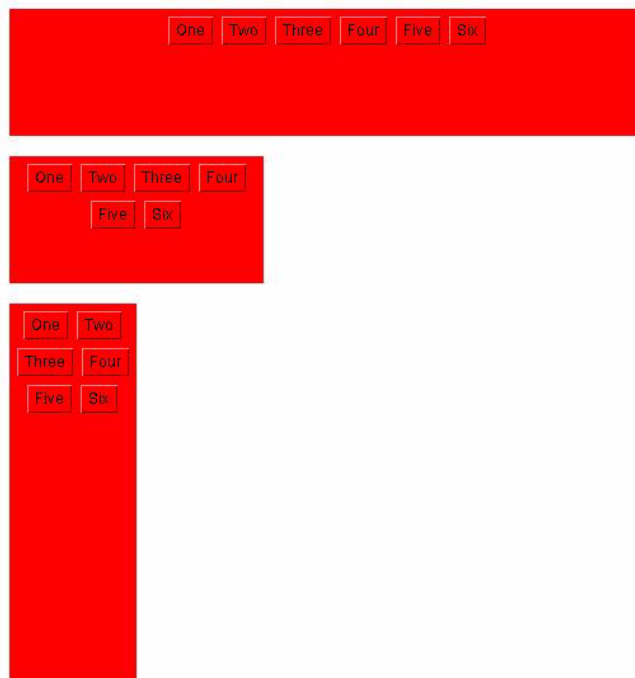 One Two Three Four Five Six
One Two Three Four
Five Six
One Two
Three Four
Five Six